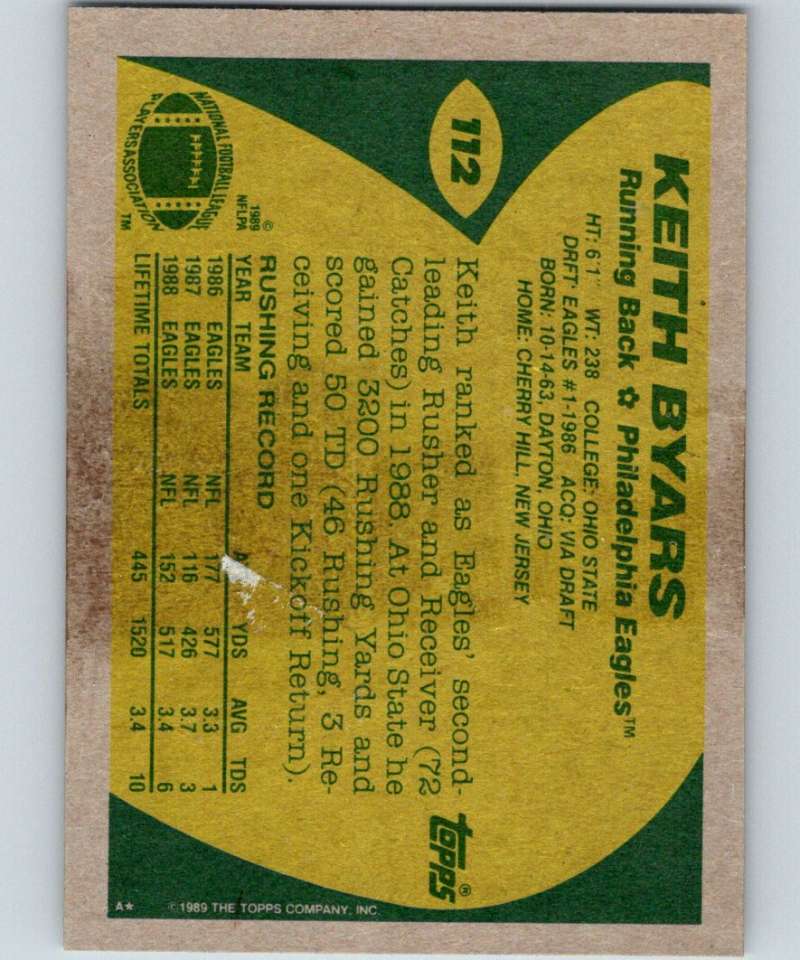 112
KEITH BYARS
Running Back ✿ Philadelphia Eagles™
HT: 6'1" WT: 238 COLLEGE: OHIO STATE
DRFT: EAGLES #1-1986 ACQ: VIA DRAFT
BORN: 10-14-63, DAYTON, OHIO
HOME: CHERRY HILL, NEW JERSEY
Keith ranked as Eagles' second-
leading Rusher and Receiver (72
Catches) in 1988. At Ohio State he
gained 3200 Rushing Yards and
scored 50 TD (46 Rushing, 3 Re-
ceiving and one Kickoff Return).
topps®
NATIONAL FOOTBALL LEAGUE
PLAYERS ASSOCIATION
TM
©
1989
NFLPA
RUSHING RECORD
YEAR TEAM YDS AVG TDS
1986 EAGLES NFL 177 577 3.3 1
1987 EAGLES NFL 116 426 3.7 3
1988 EAGLES NFL 152 517 3.4 6
LIFETIME TOTALS 445 1520 3.4 10
A★ ©1989 THE TOPPS COMPANY, INC.